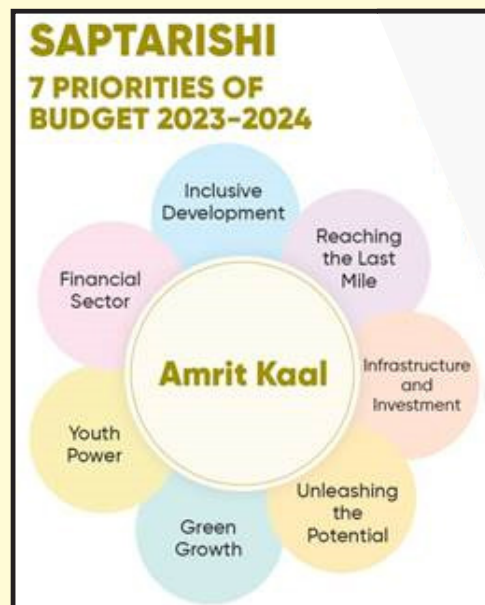 SAPTARISHI
7 PRIORITIES OF
BUDGET 2023-2024
Inclusive
Development
Reaching
the Last
Mile
Infrastructure
and
Investment
Unleashing
the
Potential
Green
Growth
Youth
Power
Financial
Sector
Amrit Kaal